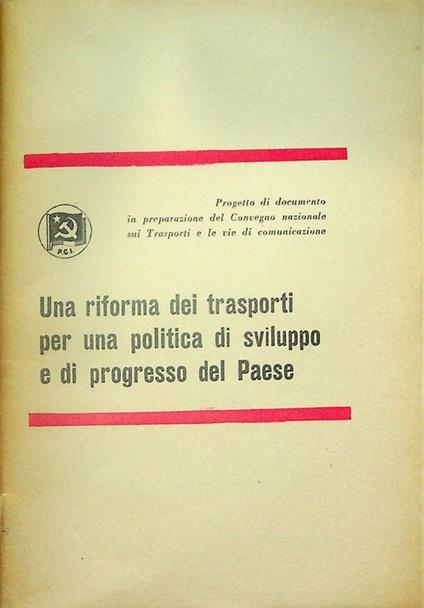 Progetto di documento
in preparazione del Convegno nazionale
sui Trasporti e le vie di comunicazione
P.C.I.
Una riforma dei trasporti
per una politica di sviluppo
e di progresso del Paese